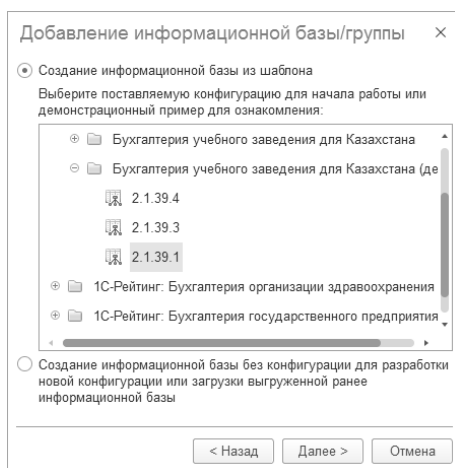 Добавление информационной базы/группы
Создание информационной базы из шаблона
Выберите поставляемую конфигурацию для начала работы или
демонстрационный пример для ознакомления:
Бухгалтерия учебного заведения для Казахстана
Бухгалтерия учебного заведения для Казахстана (де
2.1.39.4
2.1.39.3
2.1.39.1
1С-Рейтинг: Бухгалтерия организации здравоохранения
1С-Рейтинг: Бухгалтерия государственного предприятия
Создание информационной базы без конфигурации для разработки
новой конфигурации или загрузки выгруженной ранее
информационной базы
< Назад Далее > Отмена